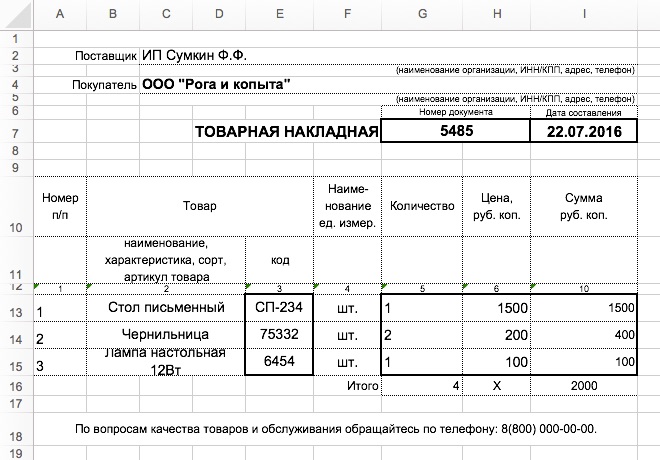 A B C D E F G H I
1
2 Поставщик ИП Сумкин Ф.Ф.
3 (наименование организации, ИНН/КПП, адрес, телефон)
4 Покупатель ООО "Рога и копыта"
5 (наименование организации, ИНН/КПП, адрес, телефон)
6 Номер документа Дата составления
7 ТОВАРНАЯ НАКЛАДНАЯ 5485 22.07.2016
8
9
Номер Товар Наиме- Количество Цена, Сумма
п/п нование руб. коп. руб. коп.
10 ед. измер.
наименование,
характеристика, сорт, код
11 артикул товара
12 1 2 3 4 5 6 10
13 1 Стол письменный СП-234 шт. 1 1500 1500
14 2 Чернильница 75332 шт. 2 200 400
Лампа настольная
15 3 12Вт 6454 шт. 1 100 100
16 Итого 4 Х 2000
17
18 По вопросам качества товаров и обслуживания обращайтесь по телефону: 8(800) 000-00-00.
19